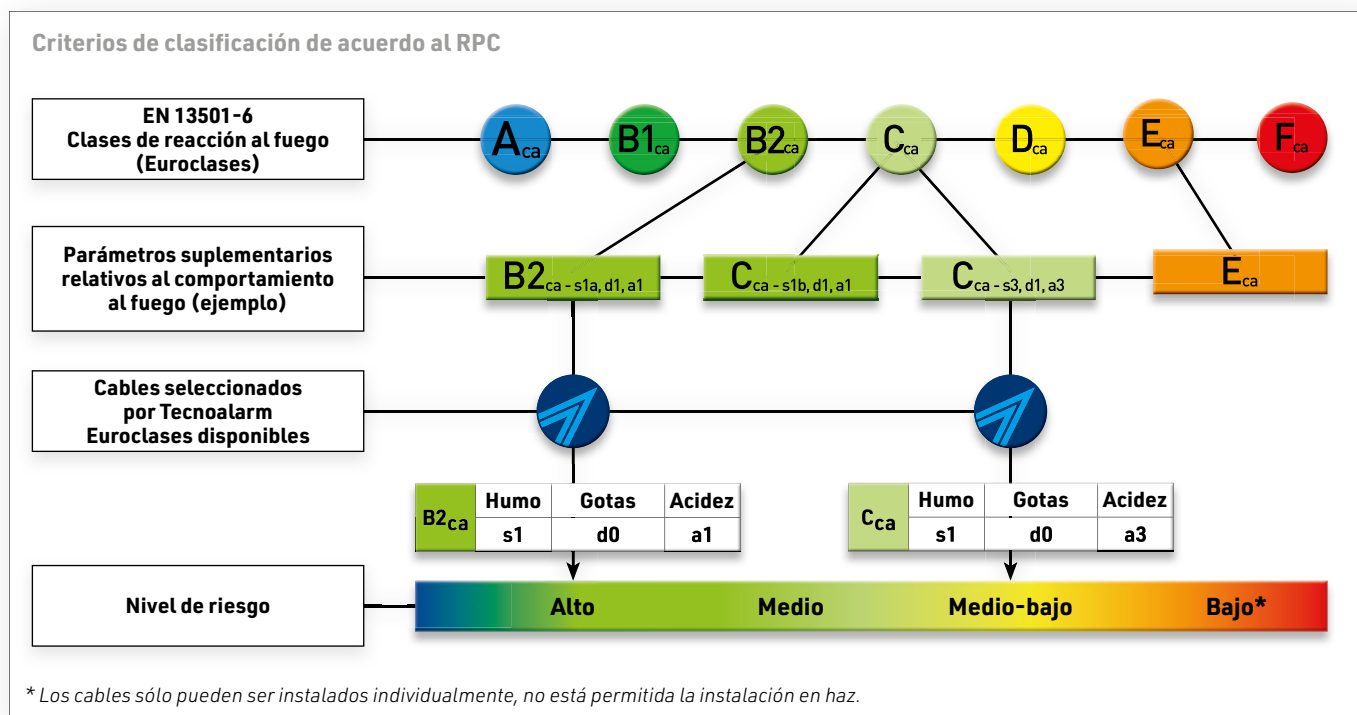 Criterios de clasificación de acuerdo al RPC
EN 13501-6
Clases de reacción al fuego
(Euroclases)
Aca
B1ca
B2ca
Cca
Dca
Eca
Fca
Parámetros suplementarios
relativos al comportamiento
al fuego (ejemplo)
B2ca - s1a, d1, a1
Cca - s1b, d1, a1
Cca - s3, d1, a3
Eca
Cables seleccionados
por Tecnoalarm
Euroclases disponibles
B2ca
Humo Gotas Acidez
s1 d0 a1
Cca
Humo Gotas Acidez
s1 d0 a3
Nivel de riesgo
Alto Medio Medio-bajo Bajo*
* Los cables sólo pueden ser instalados individualmente, no está permitida la instalación en haz.